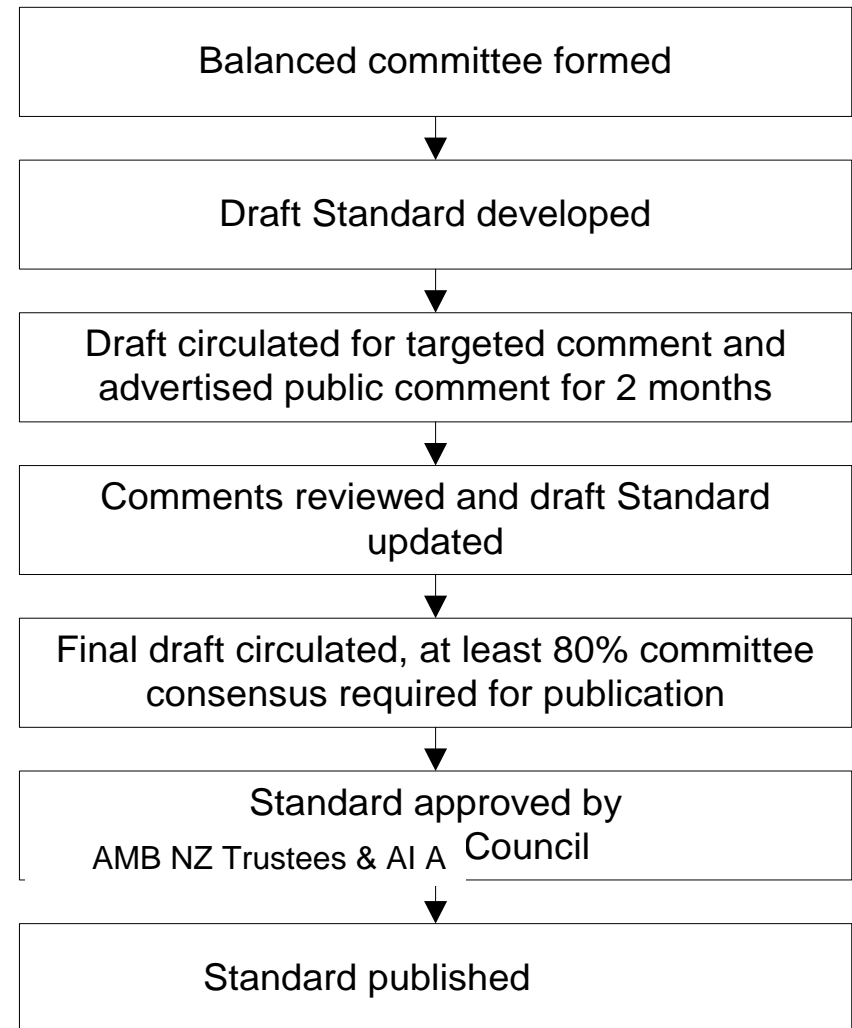 Balanced committee formed
Draft Standard developed
Draft circulated for targeted comment and
advertised public comment for 2 months
Comments reviewed and draft Standard
updated
Final draft circulated, at least 80% committee
consensus required for publication
Standard approved by
AMB NZ Trustees & AI A Council
Standard published